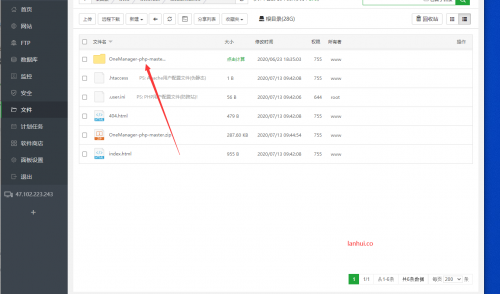 首页
网站
FTP
数据库
监控
安全
文件
计划任务
软件商店
面板设置
退出
47.102.223.243
+
上传 远程下载 新建 终端 分享列表 收藏夹 根目录(28G) 回收站
文件名 大小 修改时间 权限 所有者 操作
OneManager-php-maste... 点击计算 2020/06/23 18:25:03 755 www
.htaccess PS: Apache用户配置文件(伪静态) 1 B 2020/07/13 09:42:08 755 www
.user.ini PS: PHP用户配置文件(防跨站)! 56 B 2020/07/13 09:42:06 644 root
404.html 479 B 2020/07/13 09:42:08 755 www
OneManager-php-master.zip 287.60 KB 2020/07/13 09:44:54 755 www
index.html 955 B 2020/07/13 09:42:08 755 www
lanhui.co
1 1/1 从1-6条 共6条数据 每页 200 条